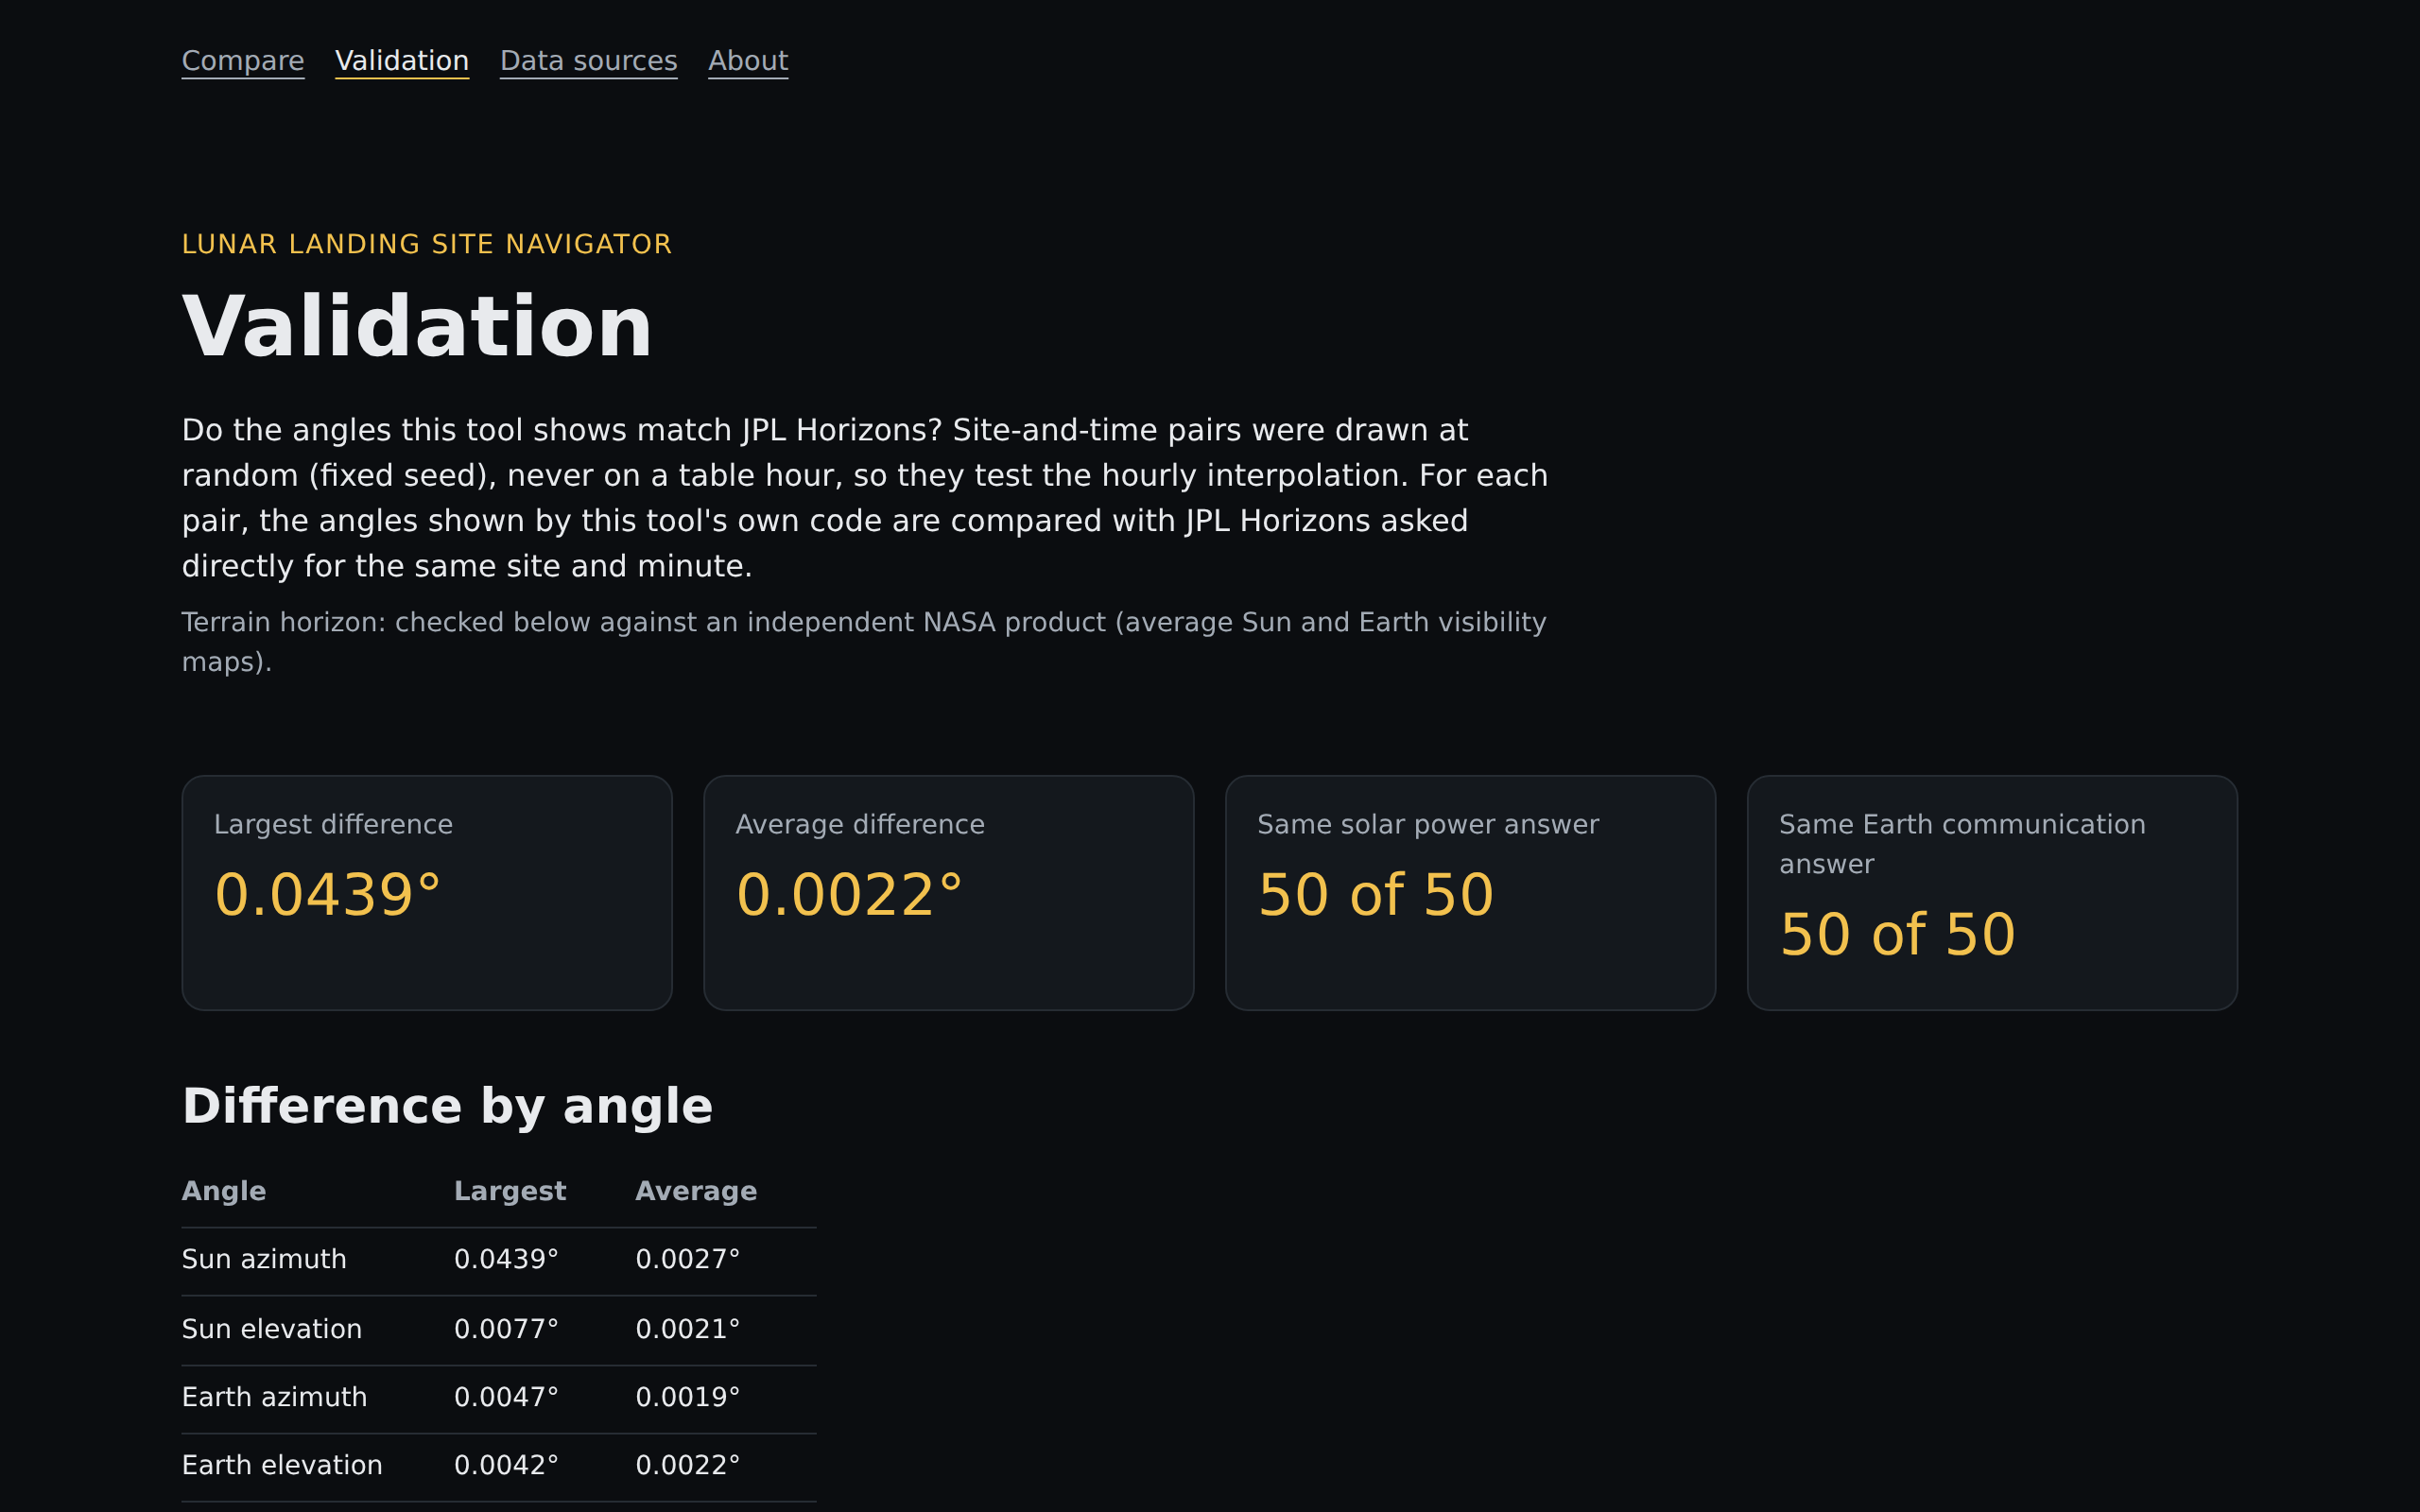 Compare Validation Data sources About
LUNAR LANDING SITE NAVIGATOR
Validation
Do the angles this tool shows match JPL Horizons? Site-and-time pairs were drawn at
random (fixed seed), never on a table hour, so they test the hourly interpolation. For each
pair, the angles shown by this tool's own code are compared with JPL Horizons asked
directly for the same site and minute.
Terrain horizon: checked below against an independent NASA product (average Sun and Earth visibility
maps).
Largest difference
0.0439°
Average difference
0.0022°
Same solar power answer
50 of 50
Same Earth communication
answer
50 of 50
Difference by angle
Angle Largest Average
Sun azimuth 0.0439° 0.0027°
Sun elevation 0.0077° 0.0021°
Earth azimuth 0.0047° 0.0019°
Earth elevation 0.0042° 0.0022°